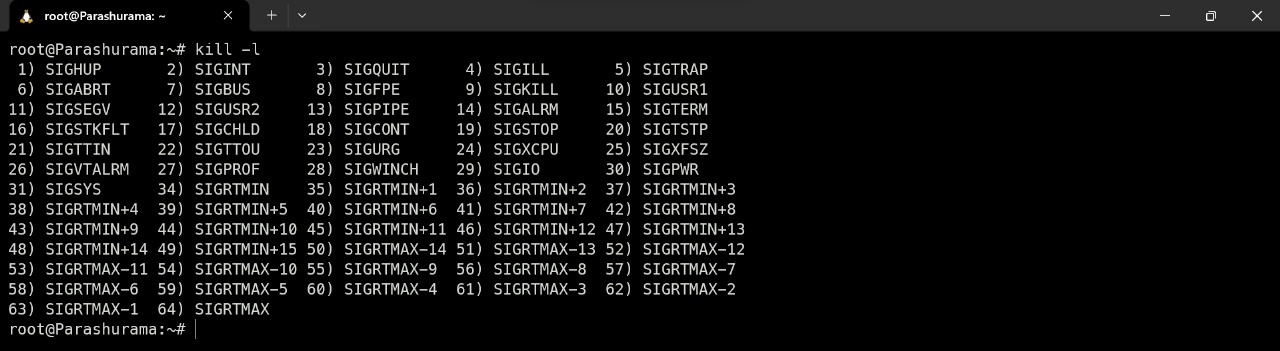 root@Parashurama: ~
root@Parashurama:~# kill -l
 1) SIGHUP       2) SIGINT       3) SIGQUIT      4) SIGILL       5) SIGTRAP
 6) SIGABRT      7) SIGBUS       8) SIGFPE       9) SIGKILL     10) SIGUSR1
11) SIGSEGV     12) SIGUSR2     13) SIGPIPE     14) SIGALRM     15) SIGTERM
16) SIGSTKFLT   17) SIGCHLD     18) SIGCONT     19) SIGSTOP     20) SIGTSTP
21) SIGTTIN     22) SIGTTOU     23) SIGURG      24) SIGXCPU     25) SIGXFSZ
26) SIGVTALRM   27) SIGPROF     28) SIGWINCH    29) SIGIO       30) SIGPWR
31) SIGSYS      34) SIGRTMIN    35) SIGRTMIN+1  36) SIGRTMIN+2  37) SIGRTMIN+3
38) SIGRTMIN+4  39) SIGRTMIN+5  40) SIGRTMIN+6  41) SIGRTMIN+7  42) SIGRTMIN+8
43) SIGRTMIN+9  44) SIGRTMIN+10 45) SIGRTMIN+11 46) SIGRTMIN+12 47) SIGRTMIN+13
48) SIGRTMIN+14 49) SIGRTMIN+15 50) SIGRTMAX-14 51) SIGRTMAX-13 52) SIGRTMAX-12
53) SIGRTMAX-11 54) SIGRTMAX-10 55) SIGRTMAX-9  56) SIGRTMAX-8  57) SIGRTMAX-7
58) SIGRTMAX-6  59) SIGRTMAX-5  60) SIGRTMAX-4  61) SIGRTMAX-3  62) SIGRTMAX-2
63) SIGRTMAX-1  64) SIGRTMAX
root@Parashurama:~#